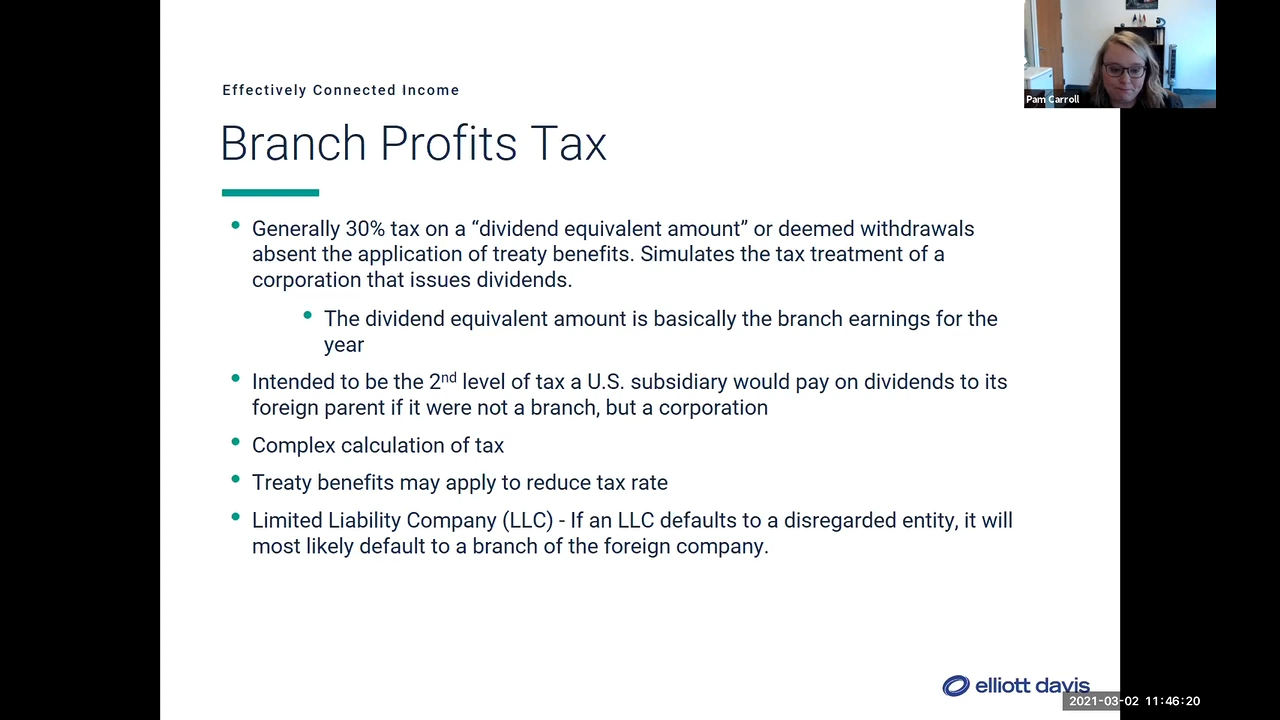 Effectively Connected Income
Branch Profits Tax
• Generally 30% tax on a “dividend equivalent amount” or deemed withdrawals
absent the application of treaty benefits. Simulates the tax treatment of a
corporation that issues dividends.
• The dividend equivalent amount is basically the branch earnings for the
year
• Intended to be the 2nd level of tax a U.S. subsidiary would pay on dividends to its
foreign parent if it were not a branch, but a corporation
• Complex calculation of tax
• Treaty benefits may apply to reduce tax rate
• Limited Liability Company (LLC) - If an LLC defaults to a disregarded entity, it will
most likely default to a branch of the foreign company.
Pam Carroll
elliott davis
2021-03-02 11:46:20